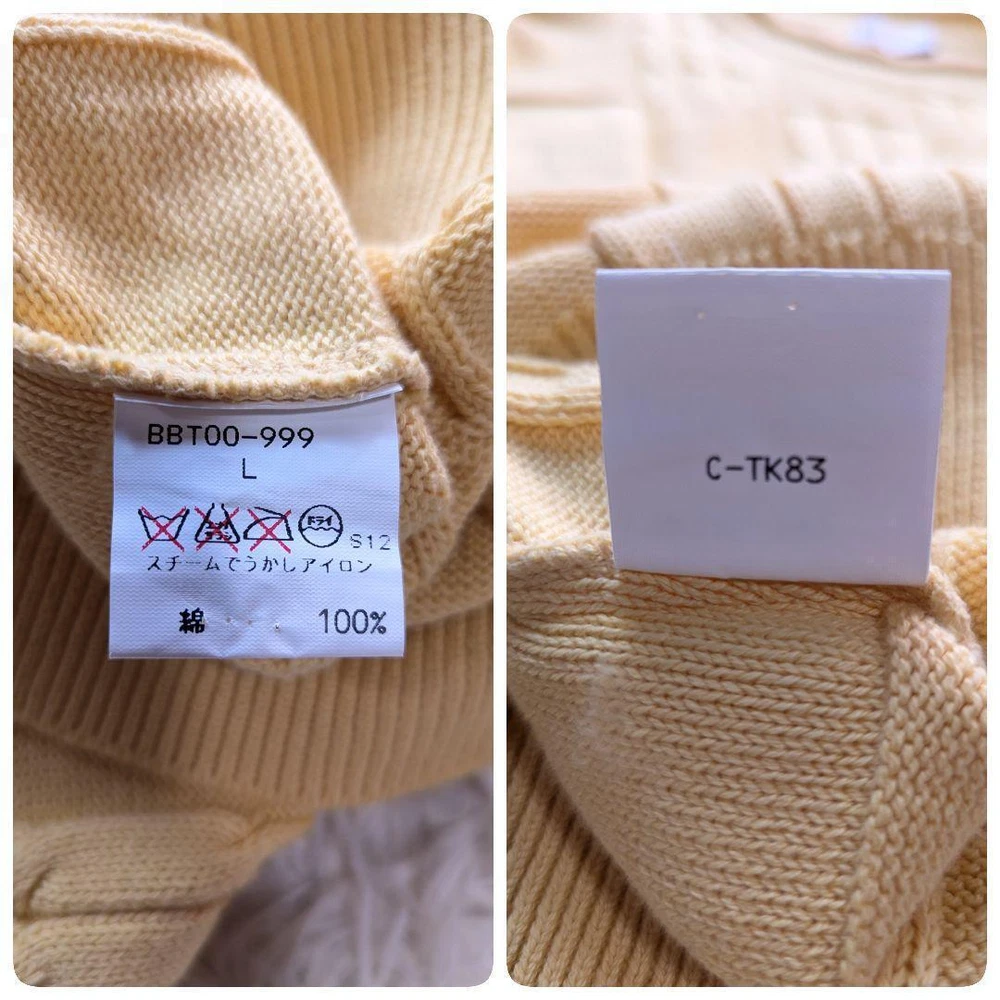 BBT00-999
L
ドライ
S12
スチームでうかしアイロン
綿 100%
C-TK83